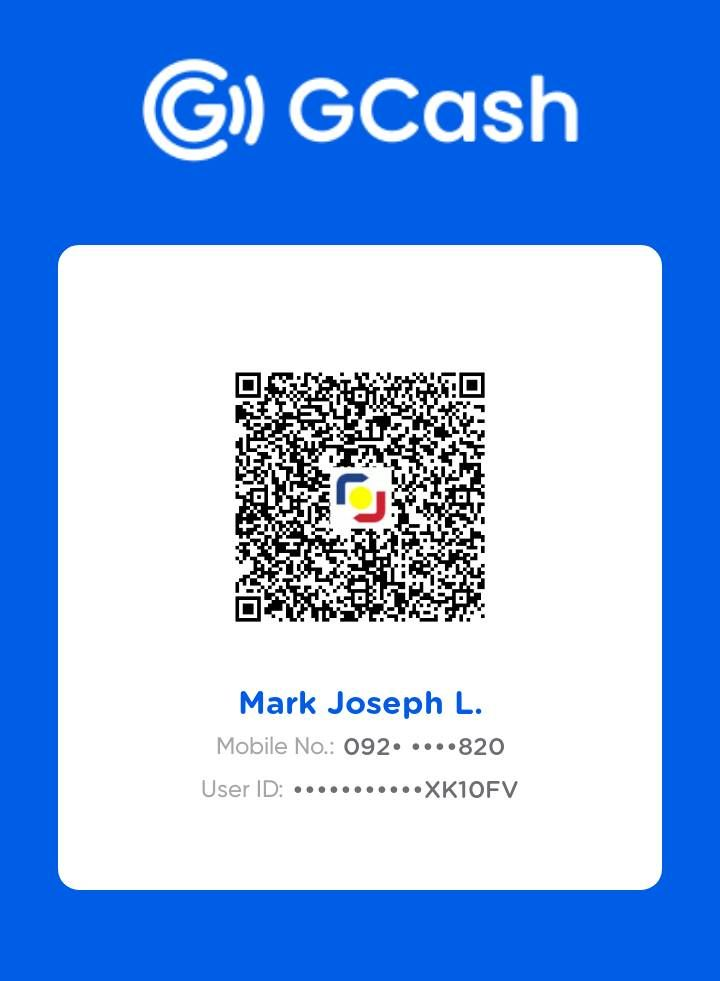 GCash
Mark Joseph L.
Mobile No.: 092• ••••820
User ID: •••••••••••XK10FV